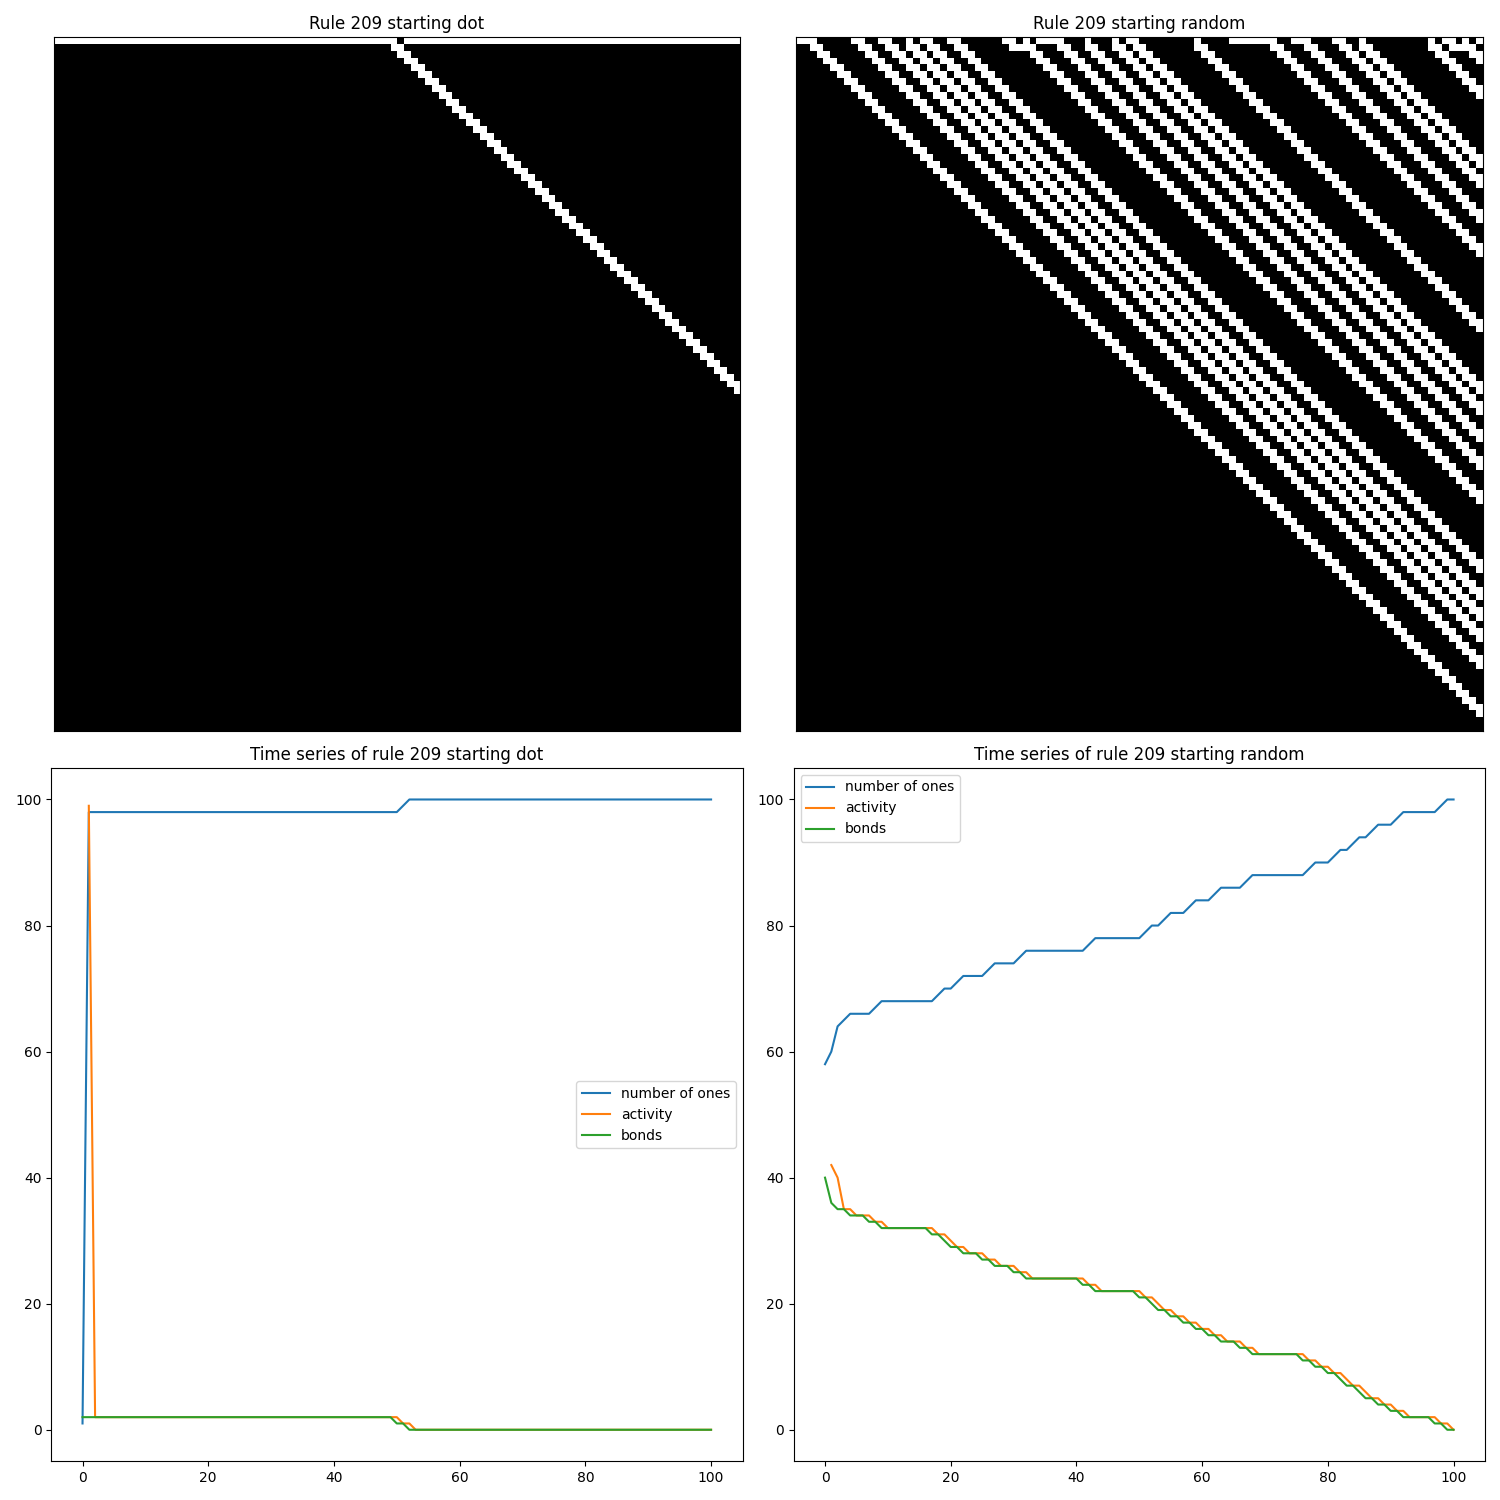 Rule 209 starting dot
Rule 209 starting random
Time series of rule 209 starting dot
100
80
60
40
20
0
number of ones
activity
bonds
0 20 40 60 80 100
Time series of rule 209 starting random
number of ones
activity
bonds
100
80
60
40
20
0
0 20 40 60 80 100